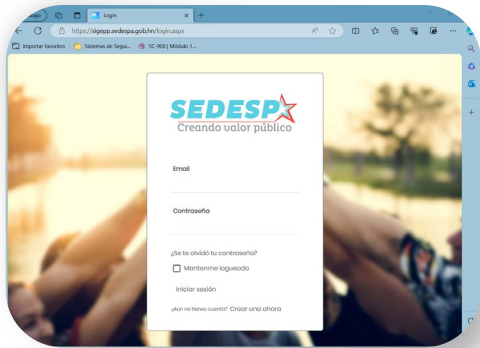 Login
https://sigepp.sedespa.gob.hn/login.aspx
Importar favoritos
Sistemas de Segui...
SC-900 | Módulo 1...
SEDESPA
Creando valor público
Email
Contraseña
¿Se te olvidó tu contraseña?
Mantenme logueado
Iniciar sesión
¿Aún no tienes cuenta? Crear una ahora